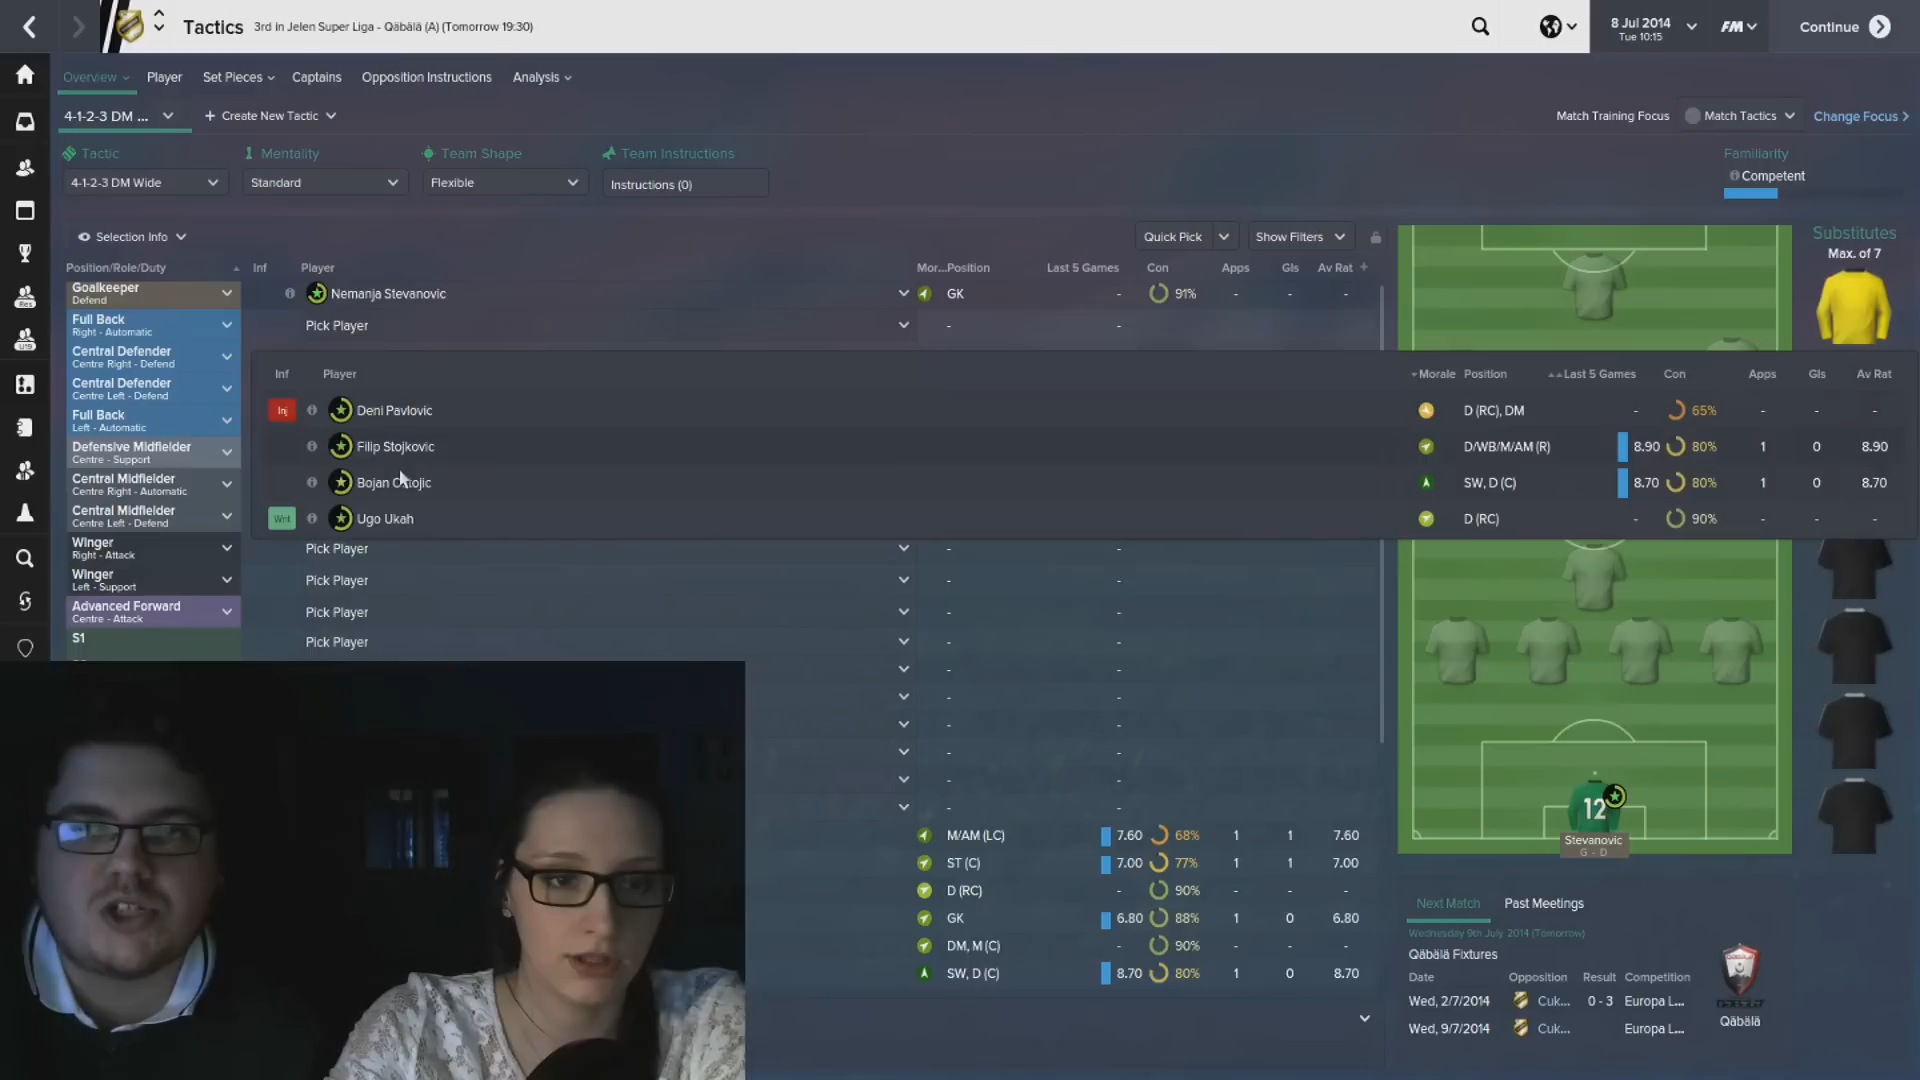 Tactics 3rd in Jelen Super Liga - Qäbälä (A) (Tomorrow 19:30)
8 Jul 2014
Tue 10:15
FM
Continue
Overview Player Set Pieces Captains Opposition Instructions Analysis
4-1-2-3 DM ... + Create New Tactic
Match Training Focus Match Tactics Change Focus
Tactic Mentality Team Shape Team Instructions
4-1-2-3 DM Wide Standard Flexible Instructions (0)
Familiarity
Competent
Selection Info
Quick Pick Show Filters
Substitutes
Max. of 7
Position/Role/Duty Inf Player Mor... Position Last 5 Games Con Apps Gls Av Rat +
Goalkeeper
Defend
Nemanja Stevanovic GK - 91% - - -
Full Back
Right - Automatic
Pick Player - -
Central Defender
Centre Right - Defend
Central Defender
Centre Left - Defend
Full Back
Left - Automatic
Defensive Midfielder
Centre - Support
Central Midfielder
Centre Right - Automatic
Central Midfielder
Centre Left - Defend
Winger
Right - Attack
Winger
Left - Support
Advanced Forward
Centre - Attack
S1
Inf Player Morale Position Last 5 Games Con Apps Gls Av Rat
Inj Deni Pavlovic D (RC), DM - 65% - - -
Filip Stojkovic D/WB/M/AM (R) 8.90 80% 1 0 8.90
Bojan SW, D (C) 8.70 80% 1 0 8.70
Wnt Ugo Ukah D (RC) - 90% - - -
Pick Player - -
Pick Player - -
Pick Player - -
Pick Player - -
- -
- -
- -
- -
- -
- -
M/AM (LC) 7.60 68% 1 1 7.60
ST (C) 7.00 77% 1 1 7.00
D (RC) - 90% - - -
GK 6.80 88% 1 0 6.80
DM, M (C) - 90% - - -
SW, D (C) 8.70 80% 1 0 8.70
12
Stevanovic
G - D
Next Match Past Meetings
Wednesday 9th July 2014 (Tomorrow)
Qäbälä Fixtures
Date Opposition Result Competition
Wed, 2/7/2014 Cuk... 0 - 3 Europa L...
Wed, 9/7/2014 Cuk... Europa L...
Qäbälä